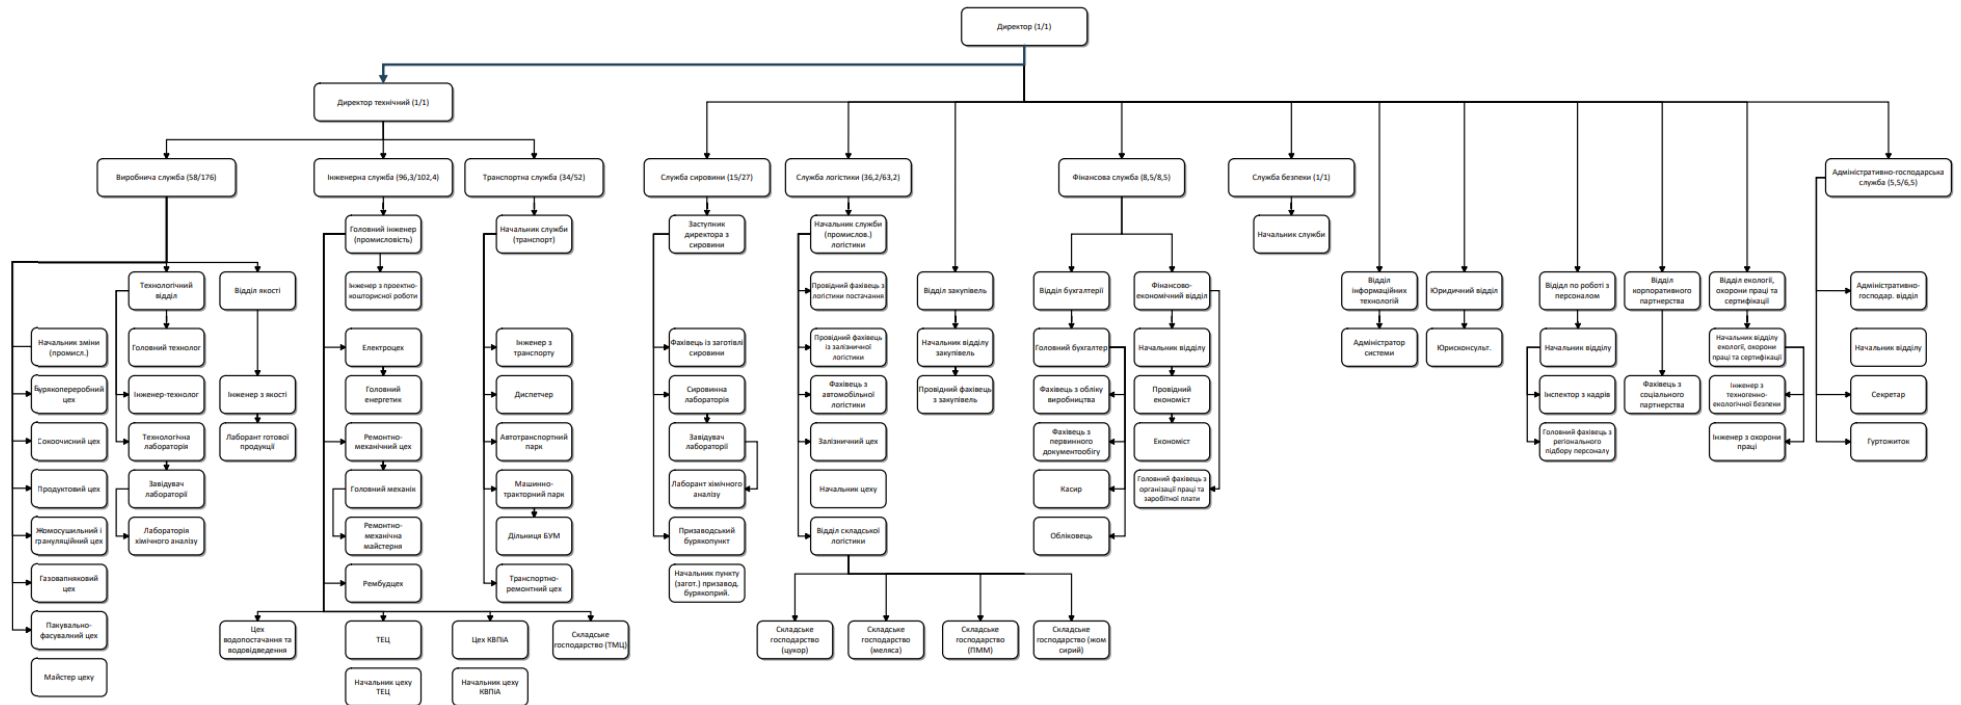 Директор (1/1)
Директор технічний (1/1)
Виробнича служба (58/176)
Інженерна служба (96,3/102,4)
Транспортна служба (34/52)
Служба сировини (15/27)
Служба логістики (36,2/63,2)
Фінансова служба (8,5/8,5)
Служба безпеки (1/1)
Адміністративно-господарська
служба (5,5/6,5)
Головний інженер
(промисловість)
Начальник служби
(транспорт)
Заступник
директора з
сировини
Начальник служби
(промислов.)
логістики
Начальник служби
Технологічний
відділ
Відділ якості
Інженер з проектно-
кошторисної роботи
Провідний фахівець з
логістики постачання
Відділ закупівель
Відділ бухгалтерії
Фінансово-
економічний відділ
Відділ
інформаційних
технологій
Юридичний відділ
Відідл по роботі з
персоналом
Відділ
корпоративного
партнерства
Відділ екології,
охорони праці та
сертифікації
Адміністративно-
господар. відділ
Начальник зміни
(промисл.)
Головний технолог
Електроцех
Інженер з
транспорту
Фахівець із заготівлі
сировини
Провідний фахівець
із залізничної
логістики
Начальник відділу
закупівель
Головний бухгалтер
Начальник відділу
Адміністратор
системи
Юрисконсульт.
Начальник відділу
Начальник відділу
екології, охорони
праці та сертифікації
Начальник відділу
Бурякопереробний
цех
Інженер-технолог
Інженер з якості
Головний
енергетик
Диспетчер
Сировинна
лабораторія
Фахівець з
автомобільної
логістики
Провідний фахівець
з закупівель
Фахівець з обліку
виробництва
Провідний
економіст
Інспектор з кадрів
Фахівець з
соціального
партнерства
Інженер з
техногенно-
екологічної безпеки
Секретар
Сокоочисний цех
Технологічна
лабораторія
Лаборант готової
продукції
Ремонтно-
механічний цех
Автотранспортний
парк
Завідувач
лабораторії
Залізничний цех
Фахівець з
первинного
документообігу
Економіст
Головний фахівець з
регіонального
підбору персоналу
Інженер з охорони
праці
Гуртожиток
Продуктовий цех
Завідувач
лабораторії
Головний механік
Машинно-
тракторний парк
Лаборант хімічного
аналізу
Начальник цеху
Касир
Головний фахівець з
організації праці та
заробітної плати
Жомосушильний і
грануляційний цех
Лабораторія
хімічного аналізу
Ремонтно-
механічна
майстерня
Дільниця БУМ
Призаводський
бурякопункт
Відділ складської
логістики
Обліковець
Газовапняковий
цех
Рембудцех
Транспортно-
ремонтний цех
Начальник пункту
(загот.) призавод.
бурякоприй.
Пакувально-
фасувалний цех
Цех
водопостачання та
водовідведення
ТЕЦ
Цех КВПіА
Складське
господарство (ТМЦ)
Складське
господарство
(цукор)
Складське
господарство
(меляса)
Складське
господарство
(ПММ)
Складське
господарство (жом
сирий)
Майстер цеху
Начальник цеху
ТЕЦ
Начальник цеху
КВПіА